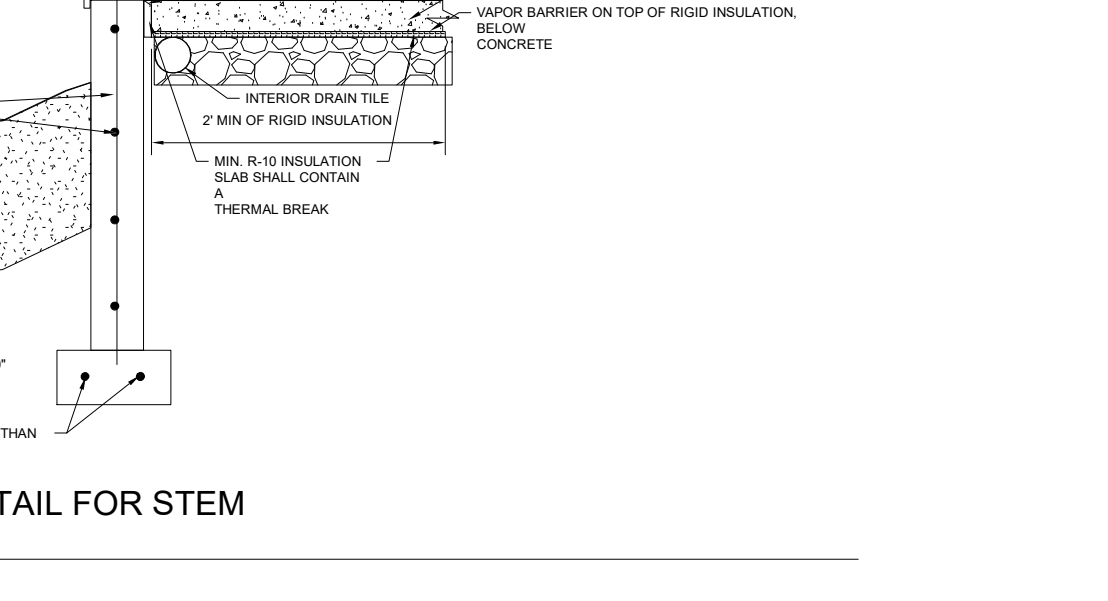 VAPOR BARRIER ON TOP OF RIGID INSULATION,
BELOW
CONCRETE
INTERIOR DRAIN TILE
2' MIN OF RIGID INSULATION
MIN. R-10 INSULATION
SLAB SHALL CONTAIN
A
THERMAL BREAK
THAN
TAIL FOR STEM